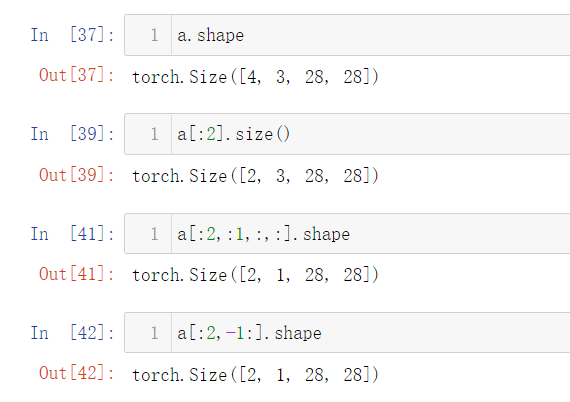 In [37]: 1 a.shape
Out[37]: torch.Size([4, 3, 28, 28])
In [39]: 1 a[:2].size()
Out[39]: torch.Size([2, 3, 28, 28])
In [41]: 1 a[:2,:1,:,:].shape
Out[41]: torch.Size([2, 1, 28, 28])
In [42]: 1 a[:2,-1:].shape
Out[42]: torch.Size([2, 1, 28, 28])